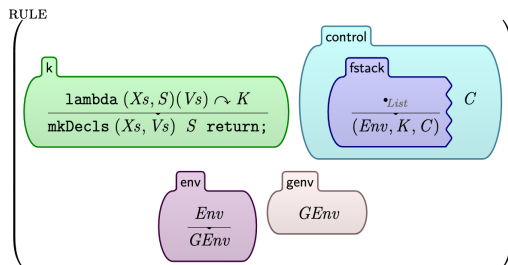 RULE
control
k
fstack
lambda (Xs, S)(Vs) ↷ K
mkDecls (Xs, Vs) S return;
•List
(Env, K, C)
C
env
genv
Env
GEnv
GEnv